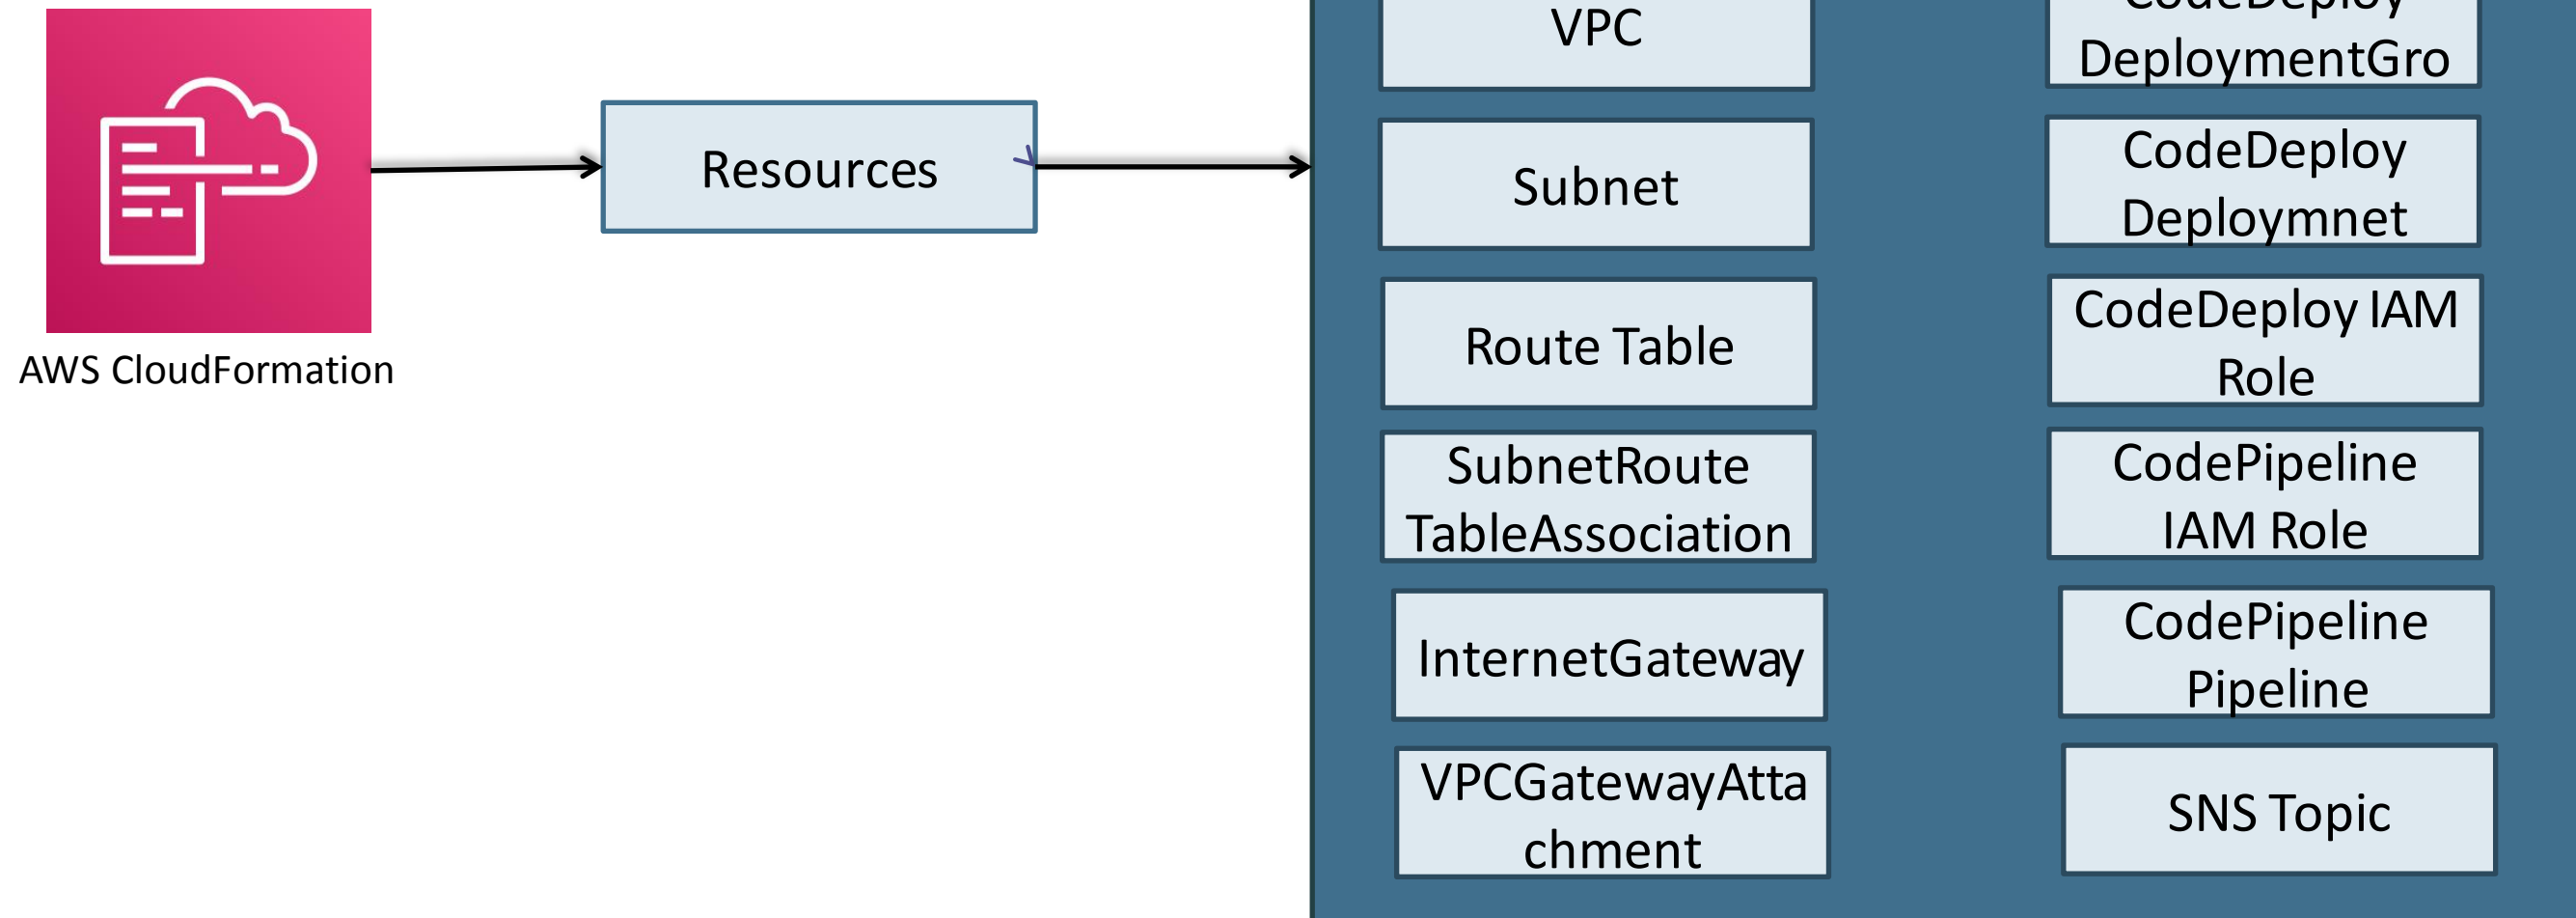 AWS CloudFormation
Resources
VPC
Subnet
Route Table
SubnetRoute
TableAssociation
InternetGateway
VPCGatewayAtta
chment
CodeDeploy
DeploymentGro
CodeDeploy
Deploymnet
CodeDeploy IAM
Role
CodePipeline
IAM Role
CodePipeline
Pipeline
SNS Topic